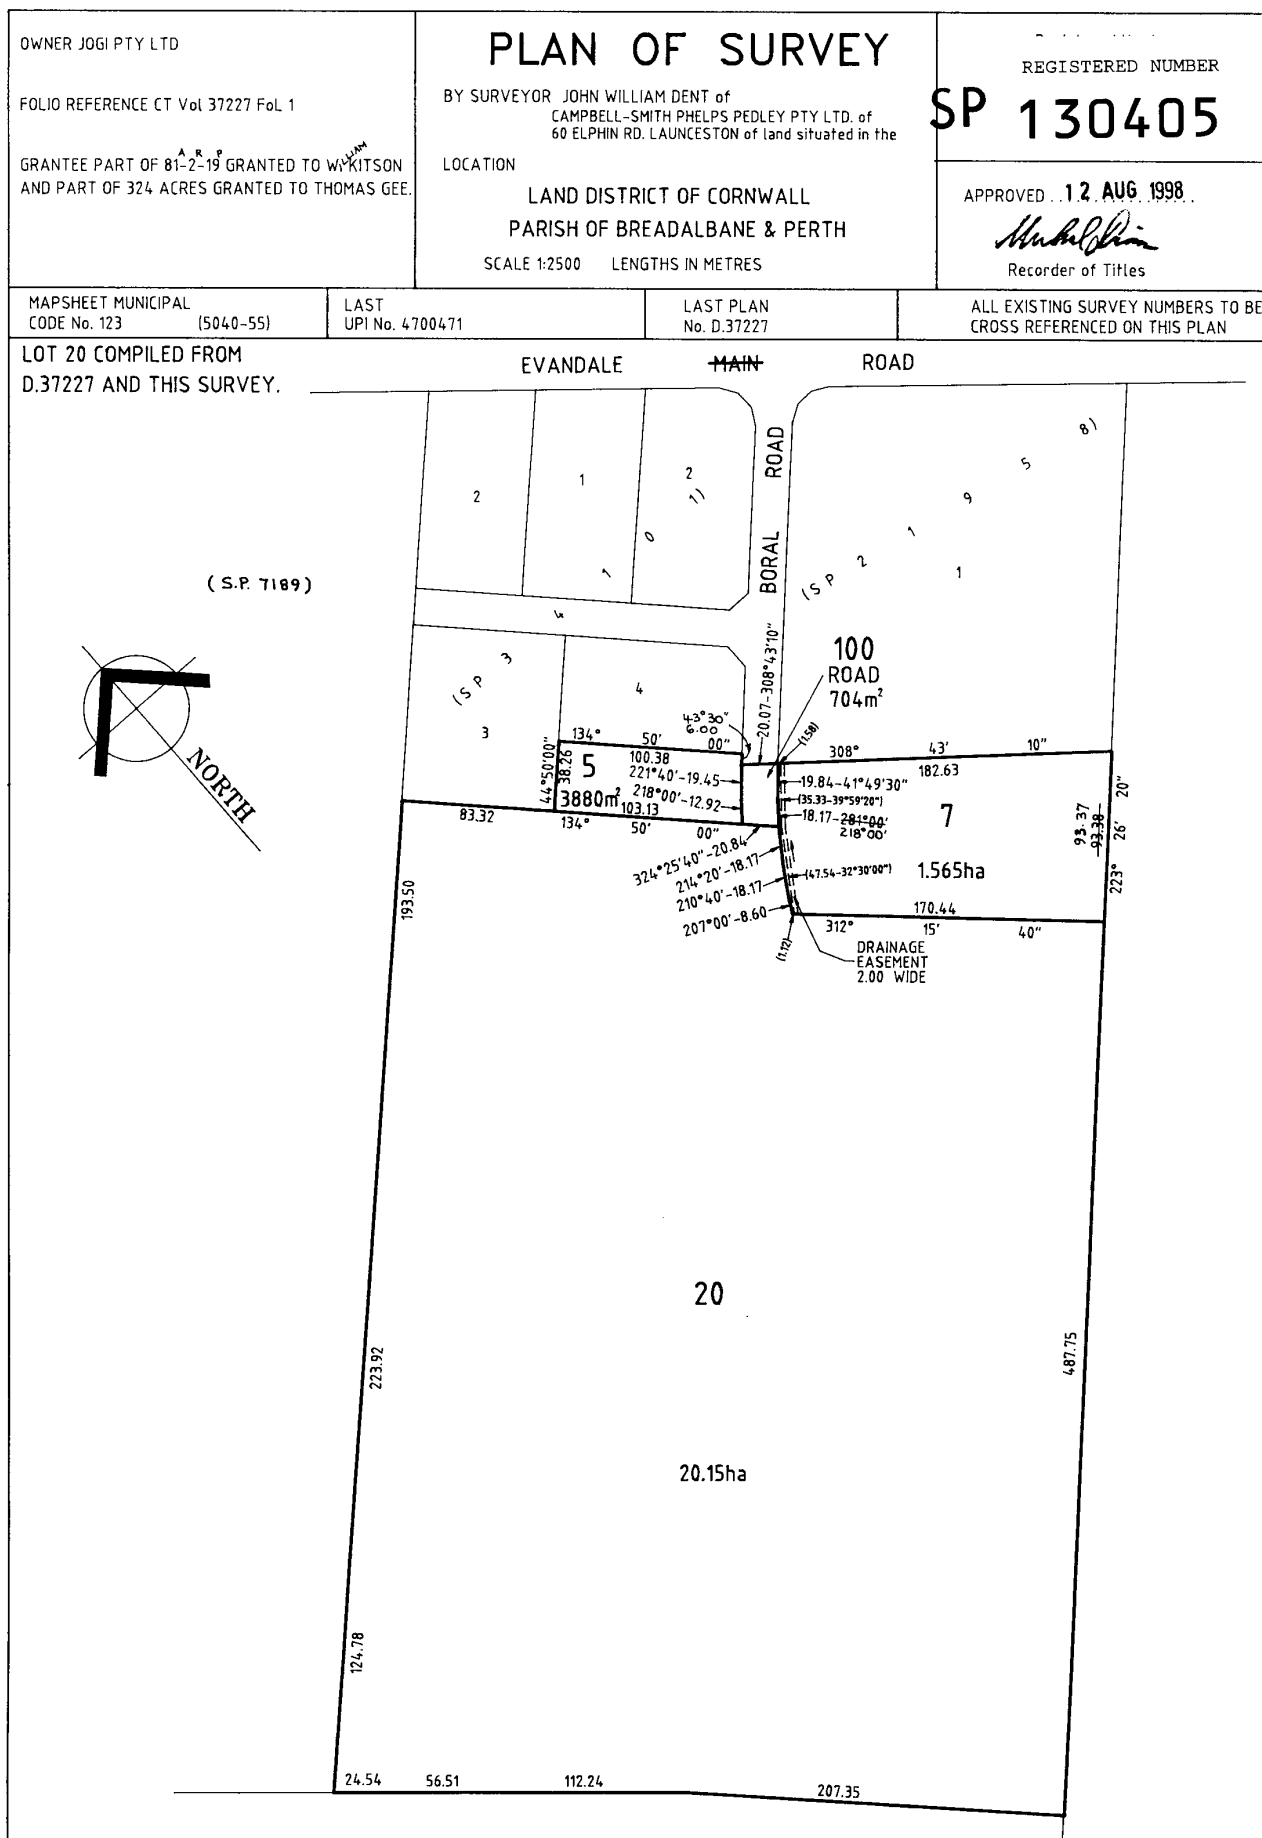 OWNER JOGI PTY LTD
FOLIO REFERENCE CT Vol 37227 FoL 1
GRANTEE PART OF 81-2-19 GRANTED TO WILLIAM KITSON
A R P
AND PART OF 324 ACRES GRANTED TO THOMAS GEE.
PLAN OF SURVEY
BY SURVEYOR JOHN WILLIAM DENT of
CAMPBELL-SMITH PHELPS PEDLEY PTY LTD. of
60 ELPHIN RD. LAUNCESTON of land situated in the
LOCATION
LAND DISTRICT OF CORNWALL
PARISH OF BREADALBANE & PERTH
SCALE 1:2500 LENGTHS IN METRES
REGISTERED NUMBER
SP 130405
APPROVED 12 AUG 1998
Recorder of Titles
MAPSHEET MUNICIPAL
CODE No. 123 (5040-55)
LAST
UPI No. 4700471
LAST PLAN
No. D.37227
ALL EXISTING SURVEY NUMBERS TO BE
CROSS REFERENCED ON THIS PLAN
LOT 20 COMPILED FROM
D.37227 AND THIS SURVEY.
EVANDALE MAIN ROAD
BORAL ROAD
2
1
2
(SP 34101)
3
4
(SP 21958)
1
(S.P. 7189)
NORTH
100
ROAD
704m²
20.07-308°43'10"
43°30"
6.00
(1.58)
134° 50' 00"
100.38
44°50'00"
38.26
5
3880m²
221°40'-19.45
218°00'-12.92
103.13
134° 50' 00"
83.32
308° 43' 10"
182.63
19.84-41°49'30"
(35.33-39°59'20")
18.17-281°00'
218°00'
7
1.565ha
93.37
93.38
223° 26' 20"
324°25'40"-20.84
214°20'-18.17
210°40'-18.17
207°00'-8.60
(47.54-32°30'00")
170.44
312° 15' 40"
(1.12)
DRAINAGE
EASEMENT
2.00 WIDE
193.50
20
223.92
487.75
20.15ha
124.78
24.54 56.51 112.24 207.35